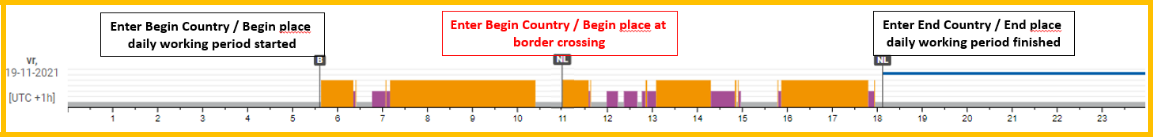 Enter Begin Country / Begin place
daily working period started
Enter Begin Country / Begin place at
border crossing
Enter End Country / End place
daily working period finished
vr,
19-11-2021
B
NL
NL
[UTC +1h]
1 2 3 4 5 6 7 8 9 10 11 12 13 14 15 16 17 18 19 20 21 22 23